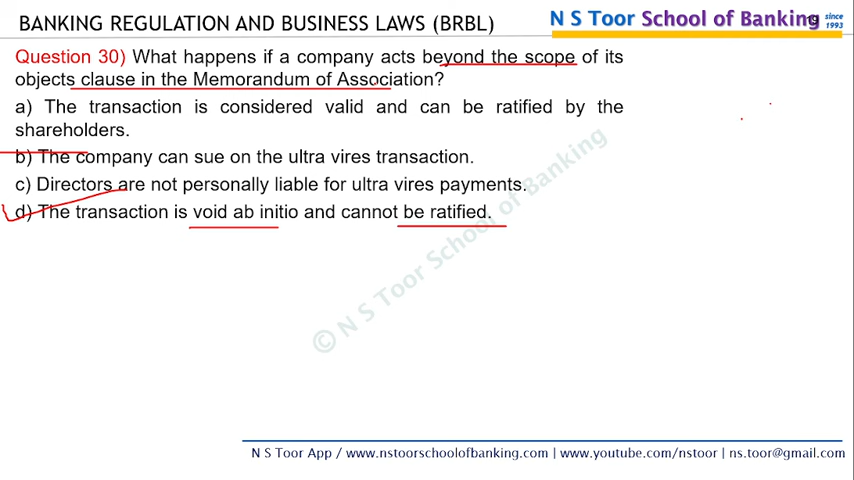 BANKING REGULATION AND BUSINESS LAWS (BRBL)
N S Toor School of Banking
19
since
1993
Question 30) What happens if a company acts beyond the scope of its
objects clause in the Memorandum of Association?
a) The transaction is considered valid and can be ratified by the
shareholders.
b) The company can sue on the ultra vires transaction.
c) Directors are not personally liable for ultra vires payments.
d) The transaction is void ab initio and cannot be ratified.
© N S Toor School of Banking
N S Toor App / www.nstoorschoolofbanking.com | www.youtube.com/nstoor | ns.toor@gmail.com